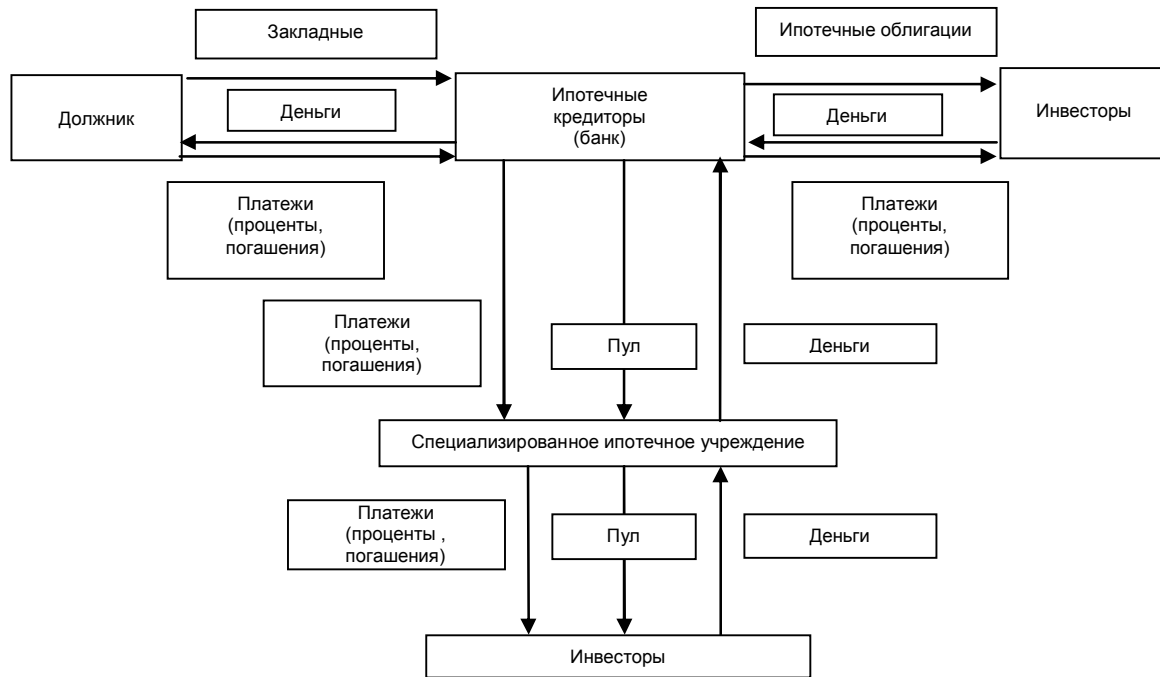 Закладные
Ипотечные облигации
Должник
Деньги
Ипотечные
кредиторы
(банк)
Деньги
Инвесторы
Платежи
(проценты,
погашения)
Платежи
(проценты,
погашения)
Платежи
(проценты,
погашения)
Пул
Деньги
Специализированное ипотечное учреждение
Платежи
(проценты ,
погашения)
Пул
Деньги
Инвесторы